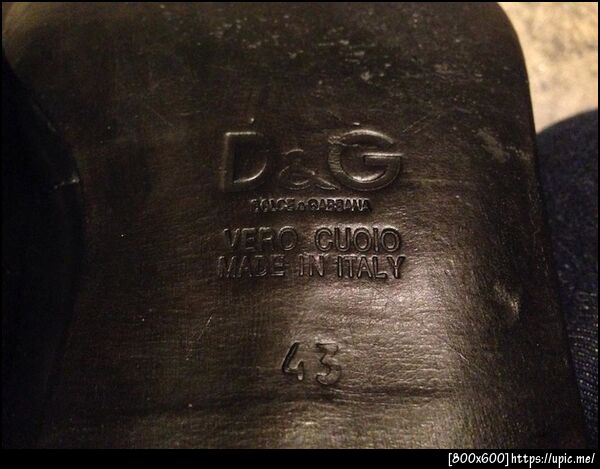 D&G
DOLCE & GABBANA
VERO CUOIO
MADE IN ITALY
43
[800x600]https://upic.me/